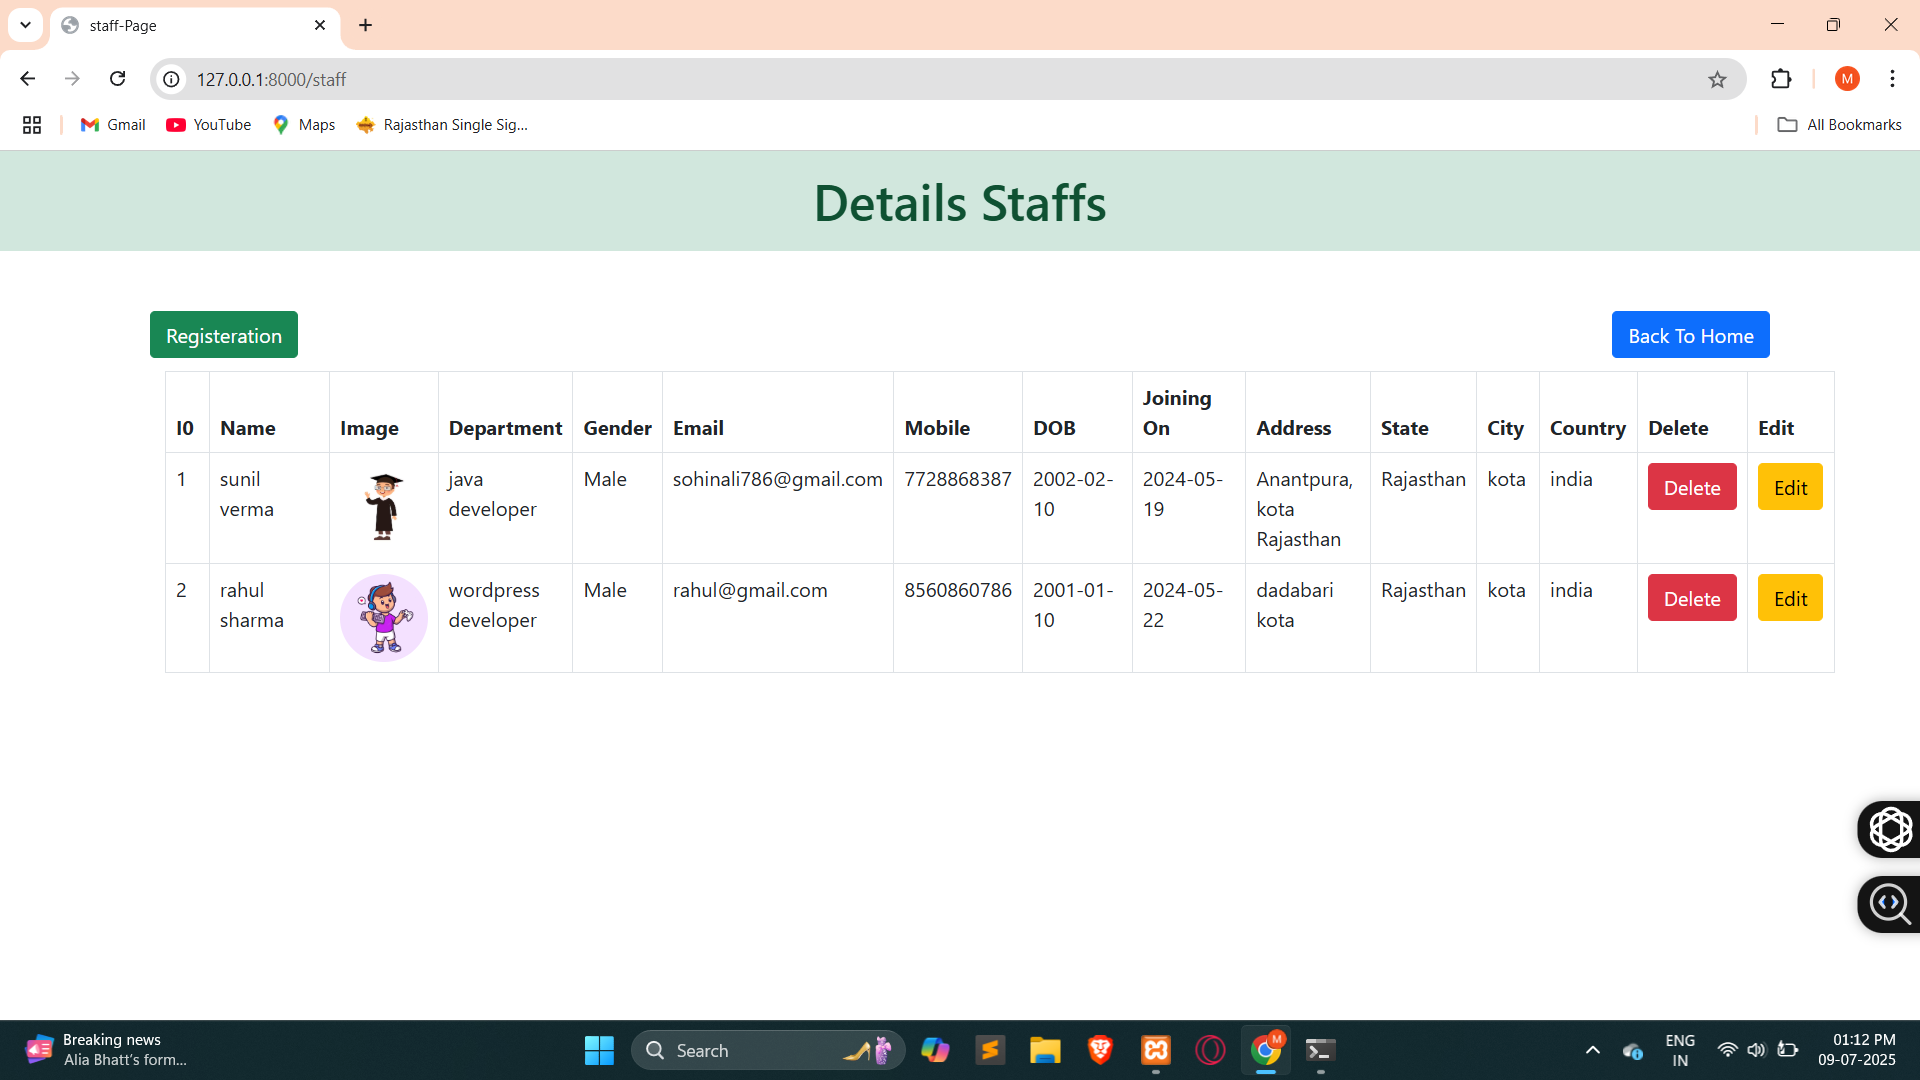 staff-Page
127.0.0.1:8000/staff
M
Gmail
YouTube
Maps
Rajasthan Single Sig...
All Bookmarks
Details Staffs
Registeration
Back To Home
I0 Name Image Department Gender Email Mobile DOB Joining On Address State City Country Delete Edit
1 sunil verma java developer Male sohinali786@gmail.com 7728868387 2002-02-10 2024-05-19 Anantpura, kota Rajasthan Rajasthan kota india Delete Edit
2 rahul sharma wordpress developer Male rahul@gmail.com 8560860786 2001-01-10 2024-05-22 dadabari kota Rajasthan kota india Delete Edit
Breaking news
Alia Bhatt's form...
Search
M
ENG
IN
01:12 PM
09-07-2025